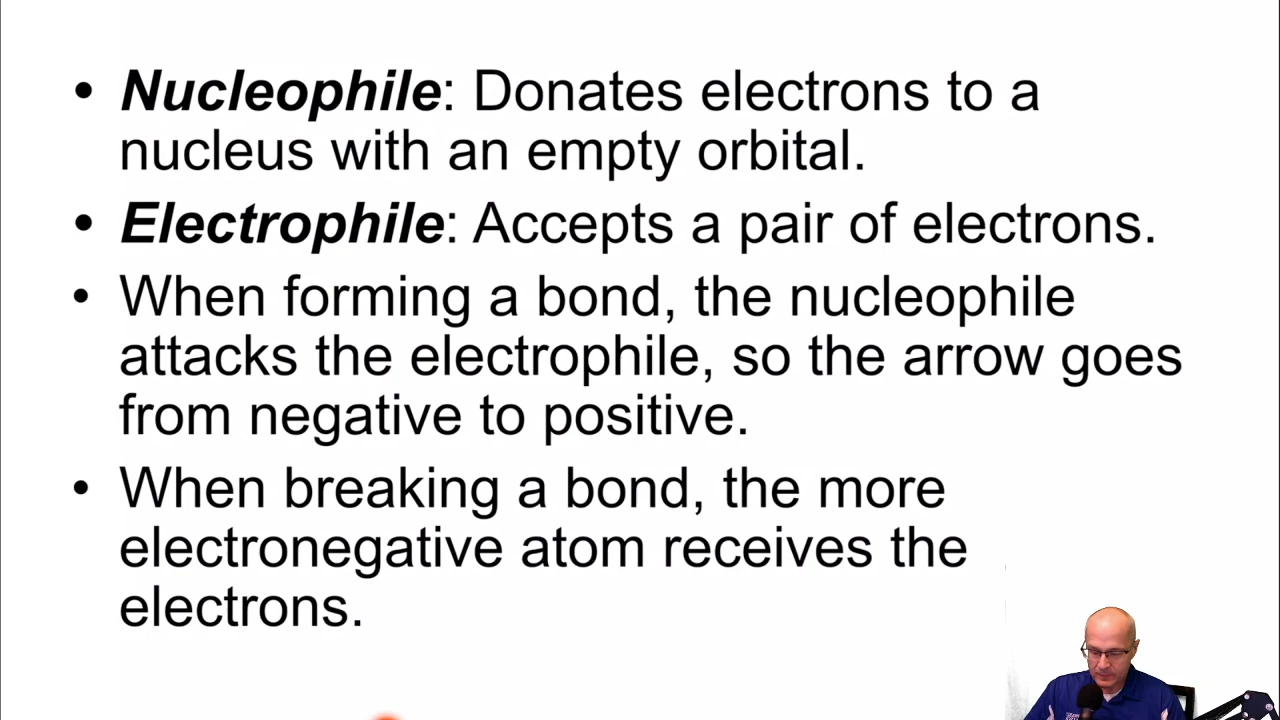 • Nucleophile: Donates electrons to a
nucleus with an empty orbital.
• Electrophile: Accepts a pair of electrons.
• When forming a bond, the nucleophile
attacks the electrophile, so the arrow goes
from negative to positive.
• When breaking a bond, the more
electronegative atom receives the
electrons.